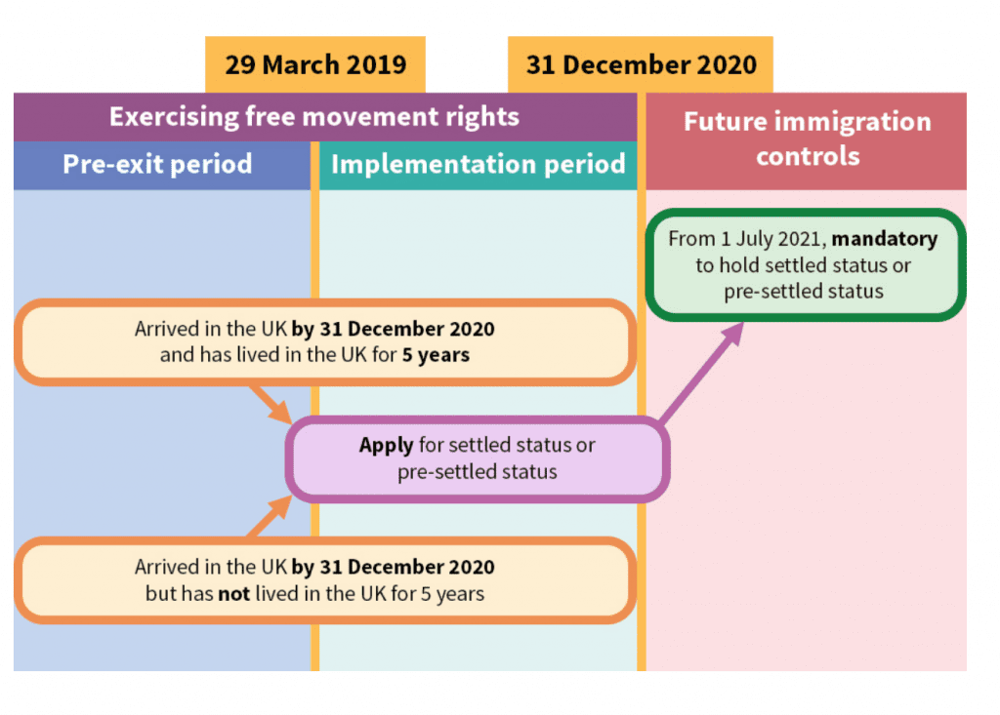 29 March 2019
31 December 2020
Exercising free movement rights
Future immigration
controls
Pre-exit period
Implementation period
From 1 July 2021, mandatory
to hold settled status or
pre-settled status
Arrived in the UK by 31 December 2020
and has lived in the UK for 5 years
Apply for settled status or
pre-settled status
Arrived in the UK by 31 December 2020
but has not lived in the UK for 5 years